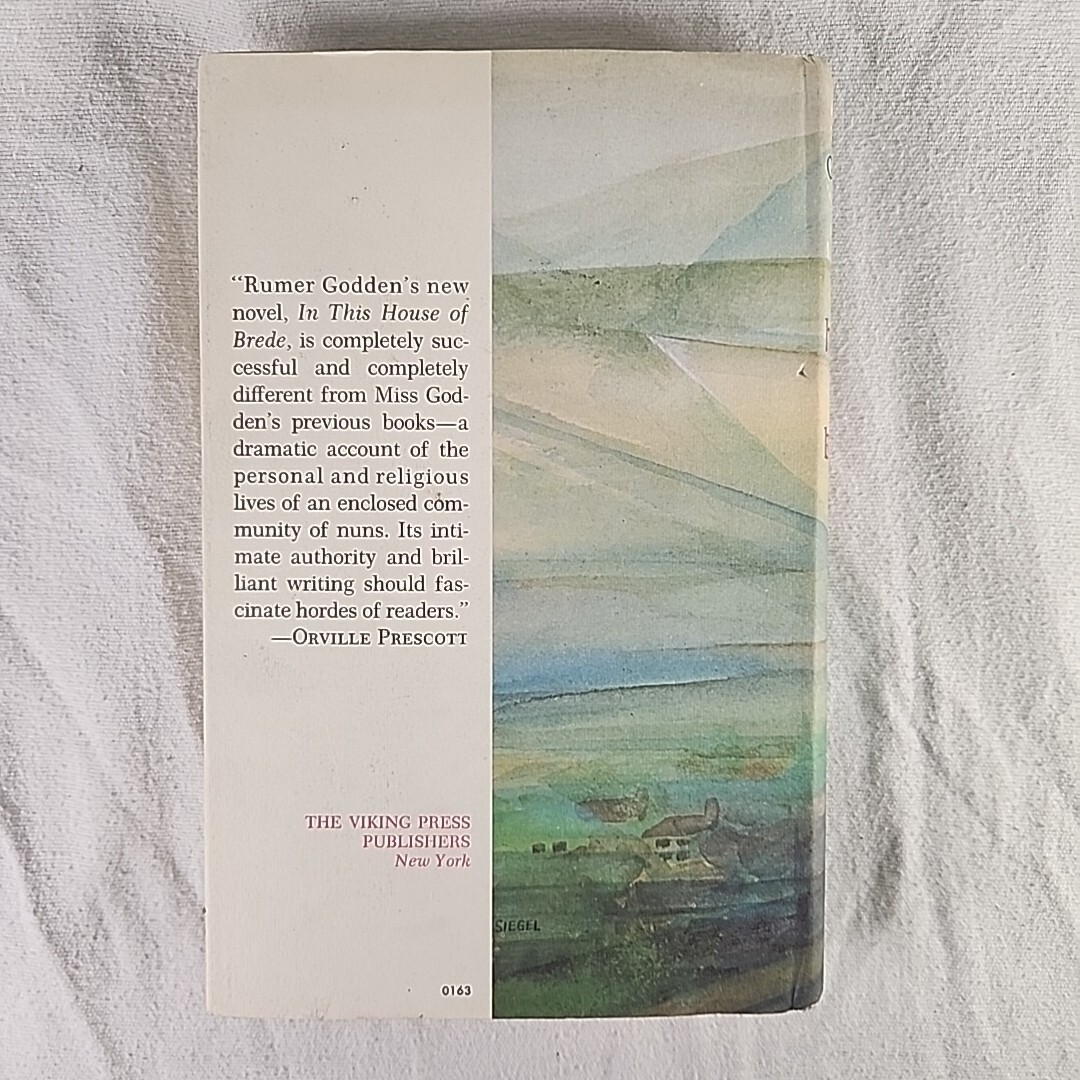 “Rumer Godden’s new
novel, In This House of
Brede, is completely suc-
cessful and completely
different from Miss God-
den’s previous books—a
dramatic account of the
personal and religious
lives of an enclosed com-
munity of nuns. Its inti-
mate authority and bril-
liant writing should fas-
cinate hordes of readers.”
—Orville Prescott
THE VIKING PRESS
PUBLISHERS
New York
SIEGEL
0163